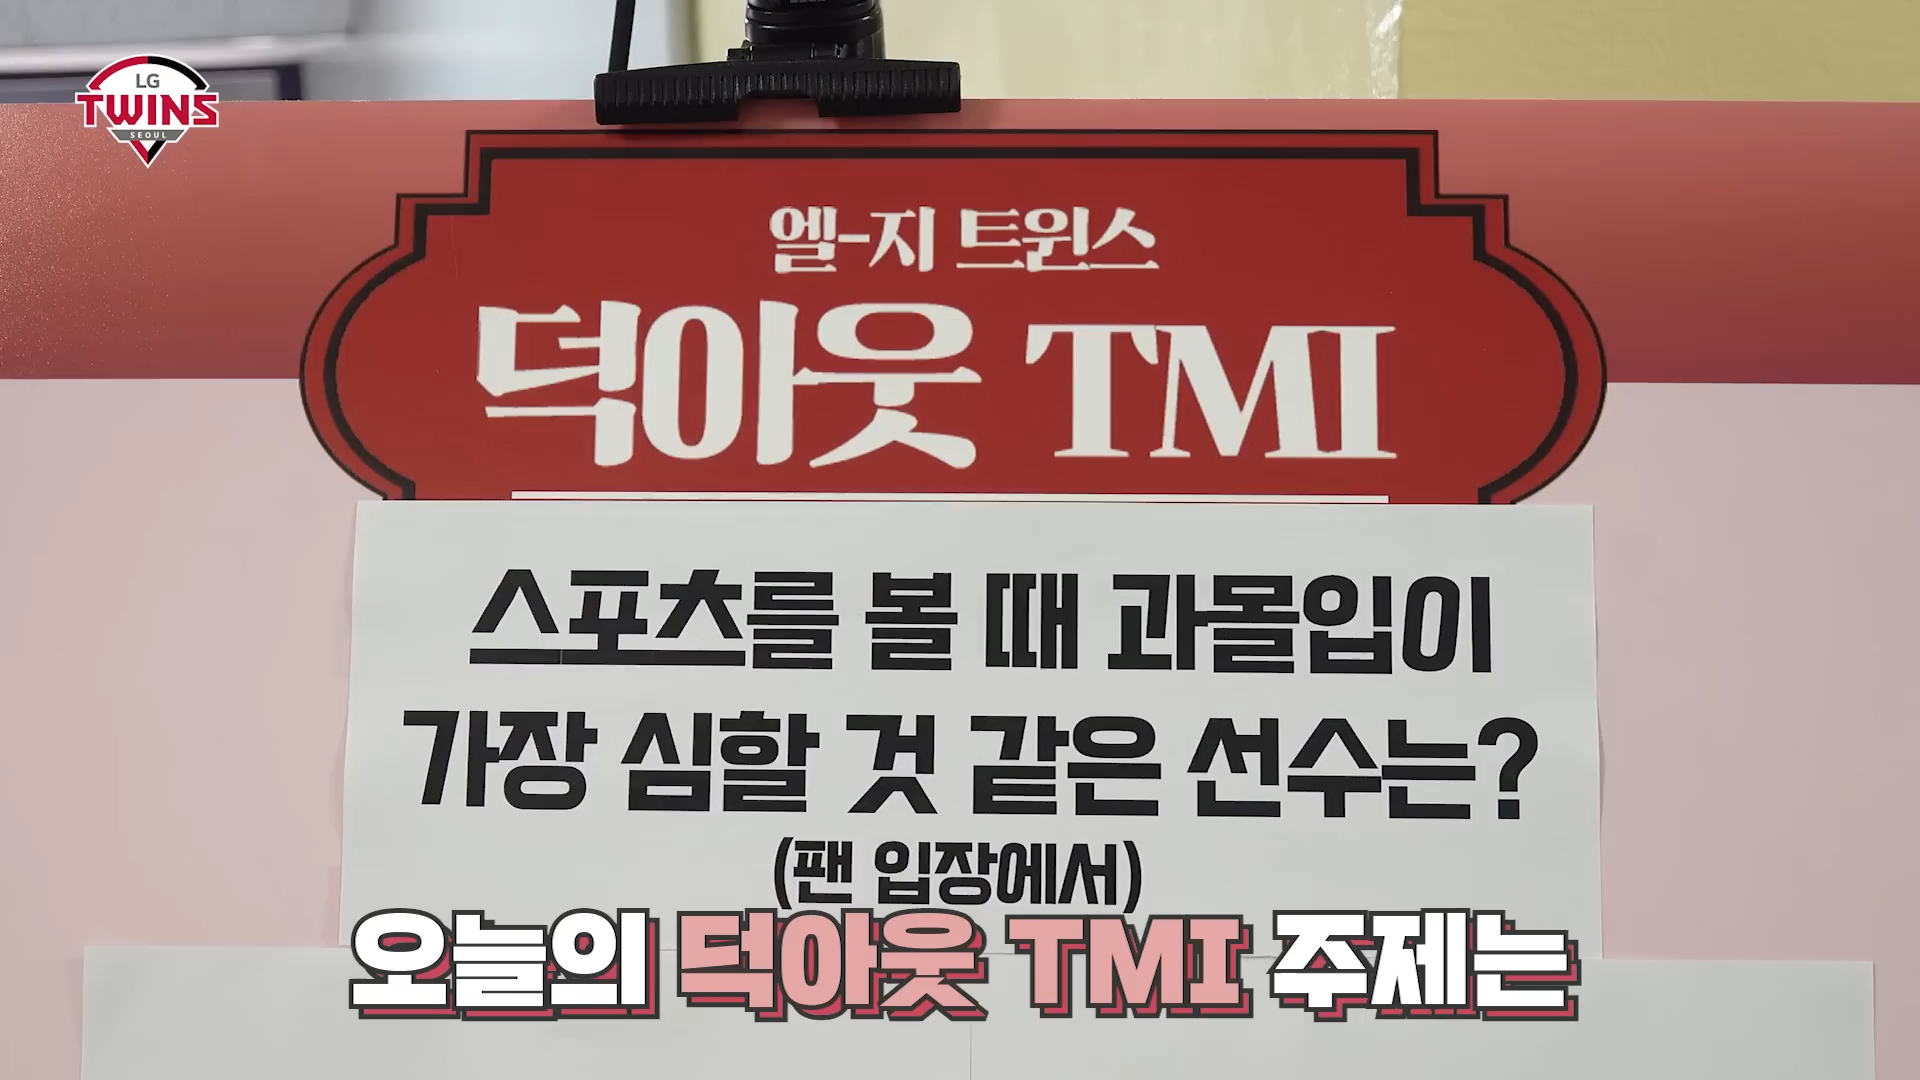 LG
TWINS
SEOUL
엘-지 트윈스
덕아웃 TMI
스포츠를 볼 때 과몰입이
가장 심할 것 같은 선수는?
(팬 입장에서)
오늘의 덕아웃 TMI 주제는